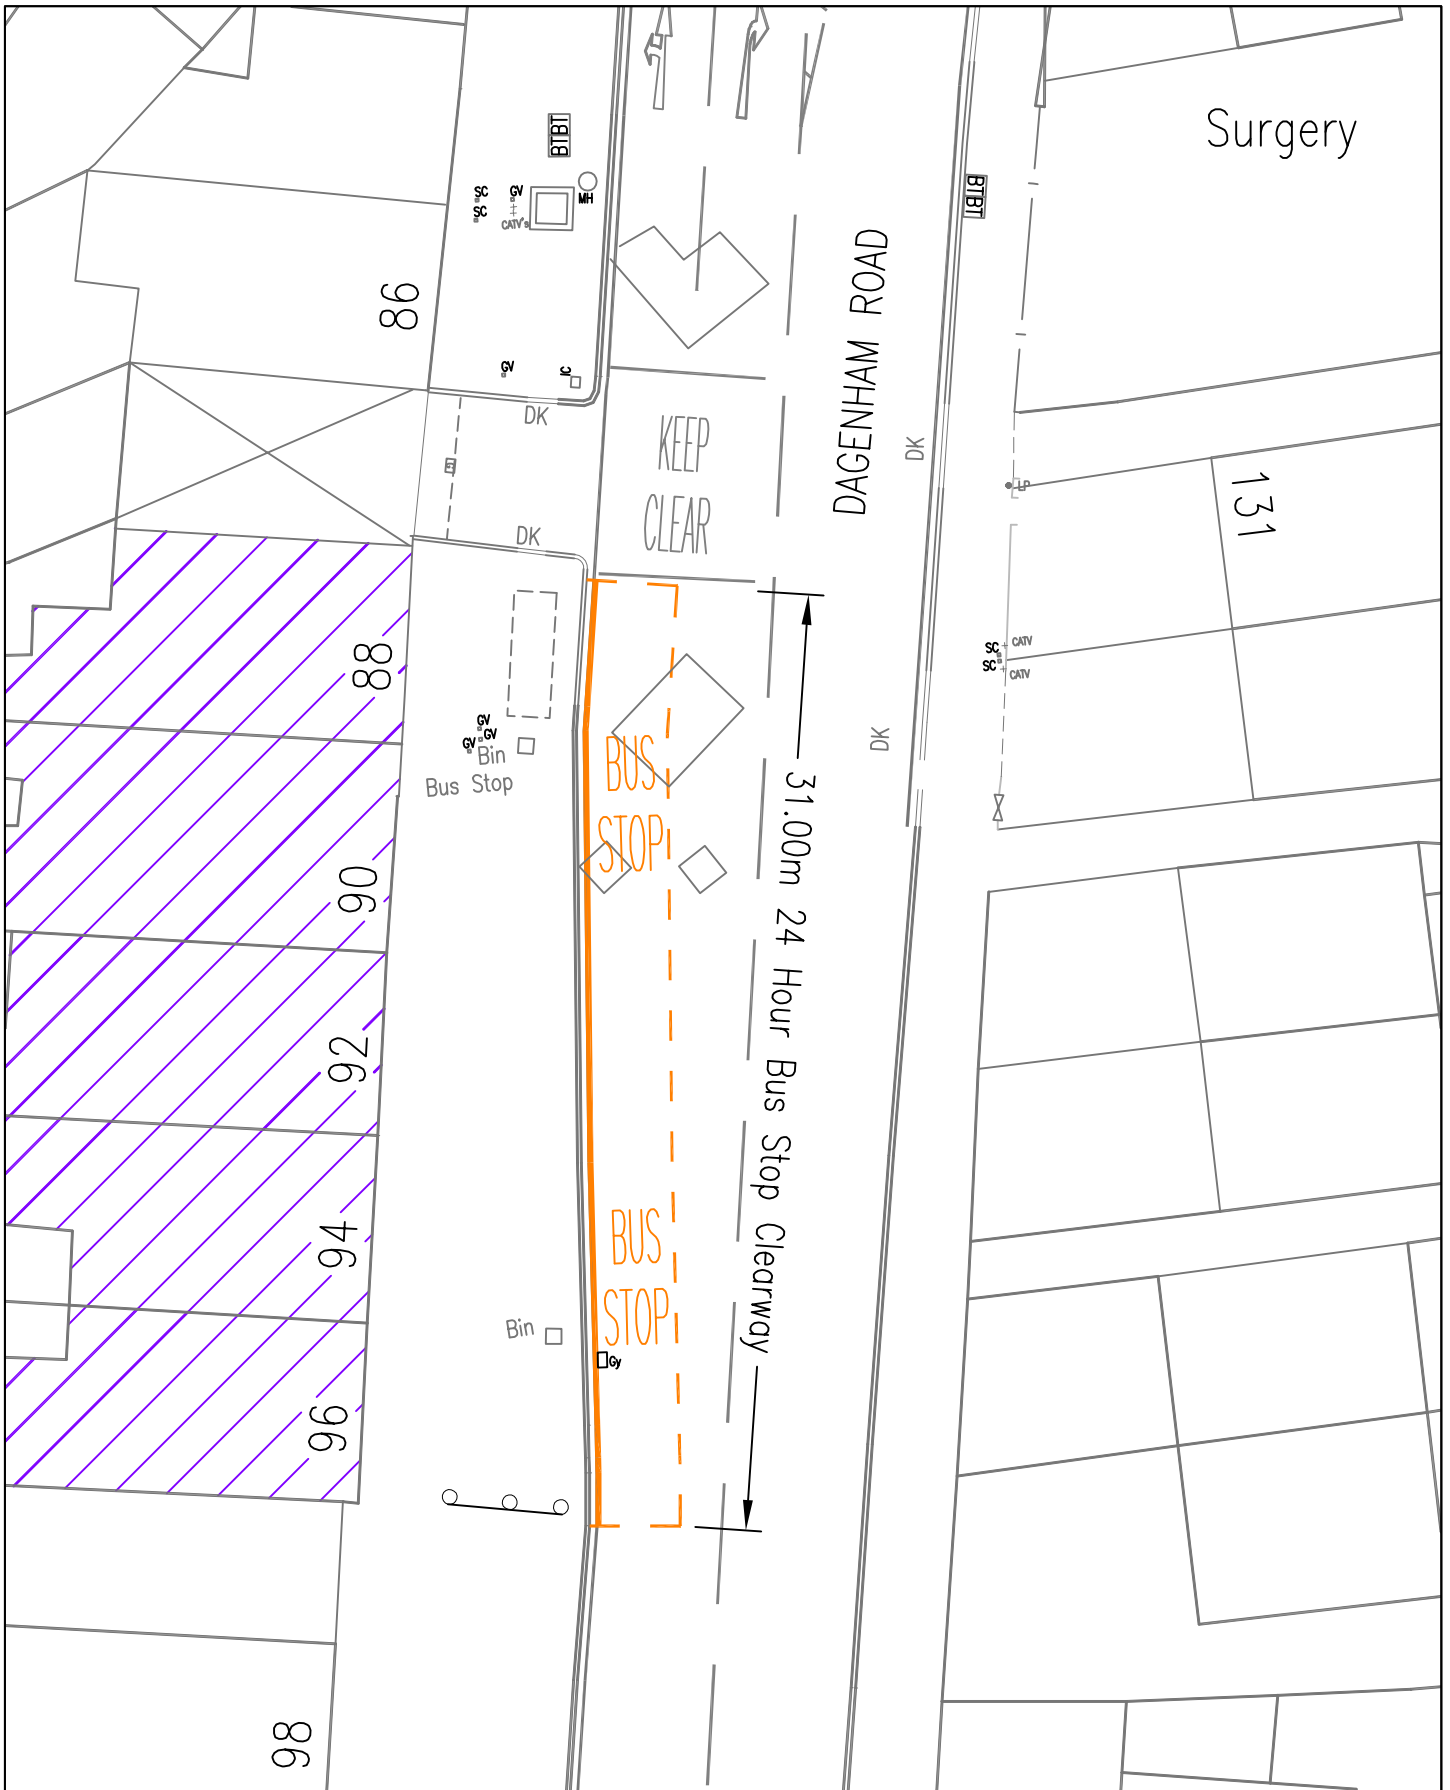 Surgery
BTBT
BTBT
SC
SC
GV
CATV's
MH
86
GV
IC
DK
DAGENHAM ROAD
KEEP
CLEAR
DK
DK
LP
131
88
SC
SC
CATV
CATV
GV
GV
GV
Bin
Bus Stop
DK
BUS
STOP
31.00m 24 Hour Bus Stop Clearway
90
92
94
BUS
STOP
Bin
Gy
96
98